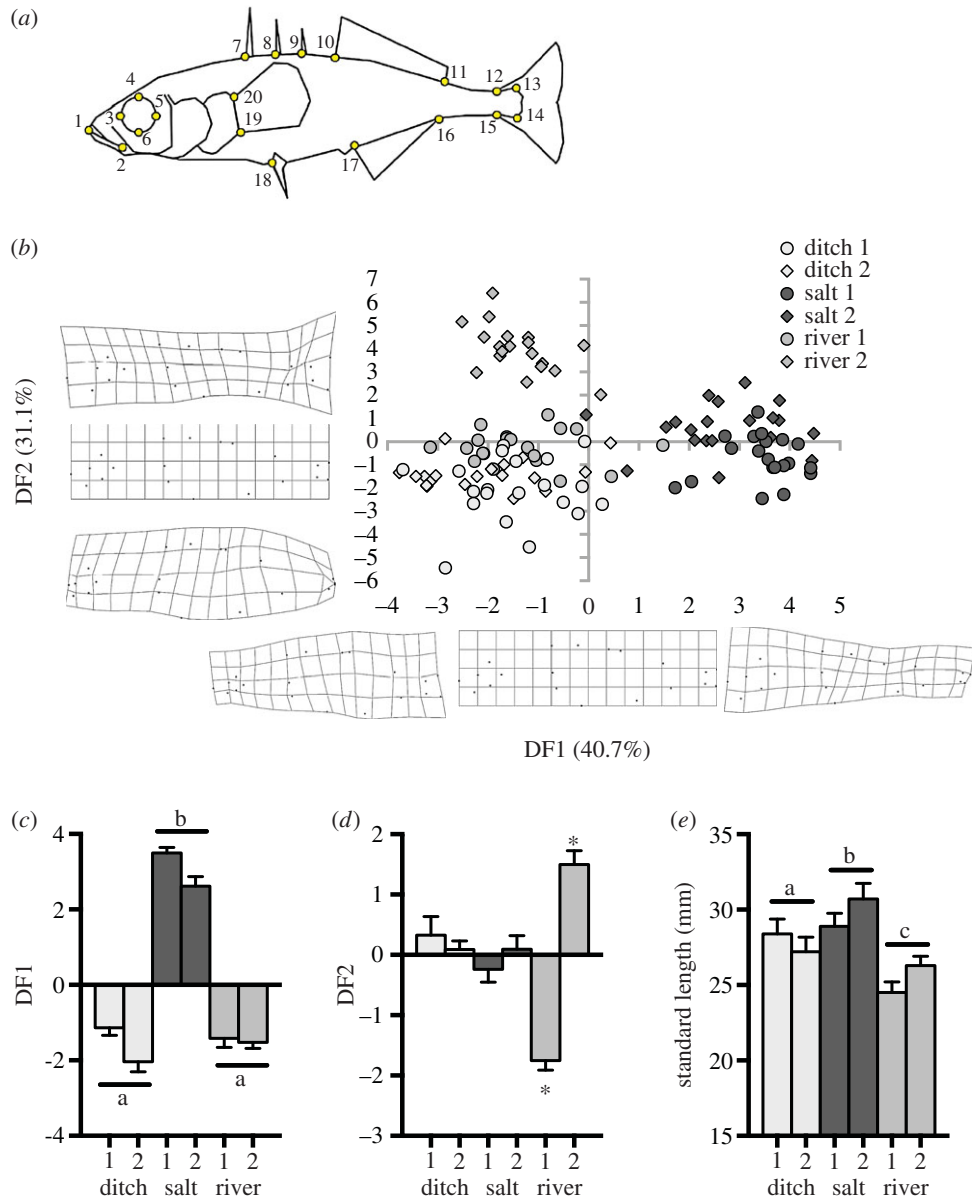 (a)
7 8 9 10
4 11 12 13
3 5 20
1 6 19 16 15 14
2 18 17
(b)
ditch 1
ditch 2
salt 1
salt 2
river 1
river 2
DF2 (31.1%)
7
6
5
4
3
2
1
0
–1
–2
–3
–4
–5
–6
–4 –3 –2 –1 0 1 2 3 4 5
DF1 (40.7%)
(c)
DF1
4
2
0
–2
-4
b
a
a
1 2 1 2 1 2
ditch salt river
(d)
DF2
2
1
0
–1
–2
–3
*
*
1 2 1 2 1 2
ditch salt river
(e)
standard length (mm)
35
30
25
20
15
a
b
c
1 2 1 2 1 2
ditch salt river